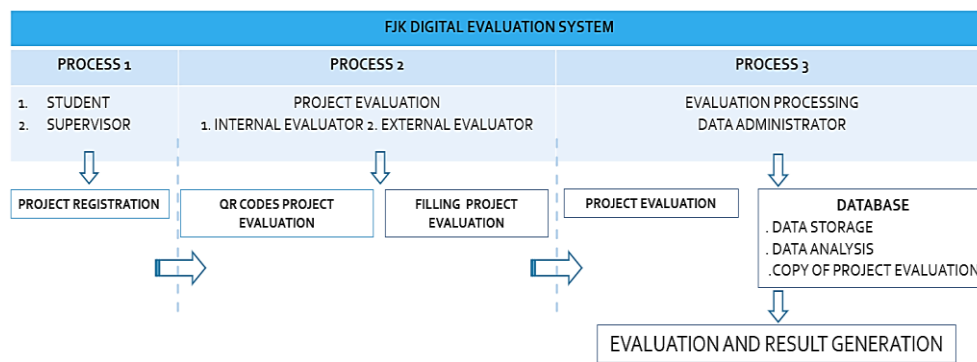 FJK DIGITAL EVALUATION SYSTEM
PROCESS 1
PROCESS 2
PROCESS 3
1. STUDENT
2. SUPERVISOR
PROJECT EVALUATION
1. INTERNAL EVALUATOR 2. EXTERNAL EVALUATOR
EVALUATION PROCESSING
DATA ADMINISTRATOR
PROJECT REGISTRATION
QR CODES PROJECT
EVALUATION
FILLING PROJECT
EVALUATION
PROJECT EVALUATION
DATABASE
. DATA STORAGE
. DATA ANALYSIS
.COPY OF PROJECT EVALUATION
EVALUATION AND RESULT GENERATION